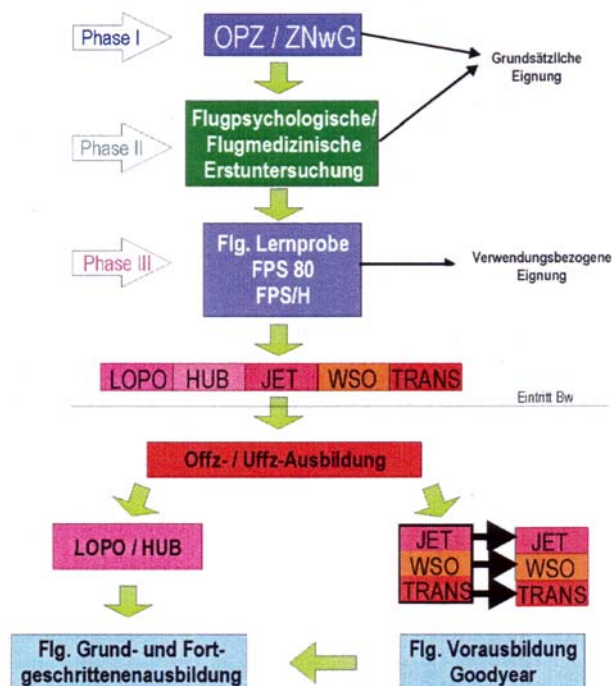 Phase I
OPZ / ZNwG
Grundsätzliche
Eignung
Phase II
Flugpsychologische/
Flugmedizinische
Erstuntersuchung
Phase III
Flg. Lernprobe
FPS 80
FPS/H
Verwendungsbezogene
Eignung
LOPO HUB JET WSO TRANS
Eintritt Bw
Offz- / Uffz-Ausbildung
LOPO / HUB
JET JET
WSO WSO
TRANS TRANS
Flg. Grund- und Fort-
geschrittenenausbildung
Flg. Vorausbildung
Goodyear